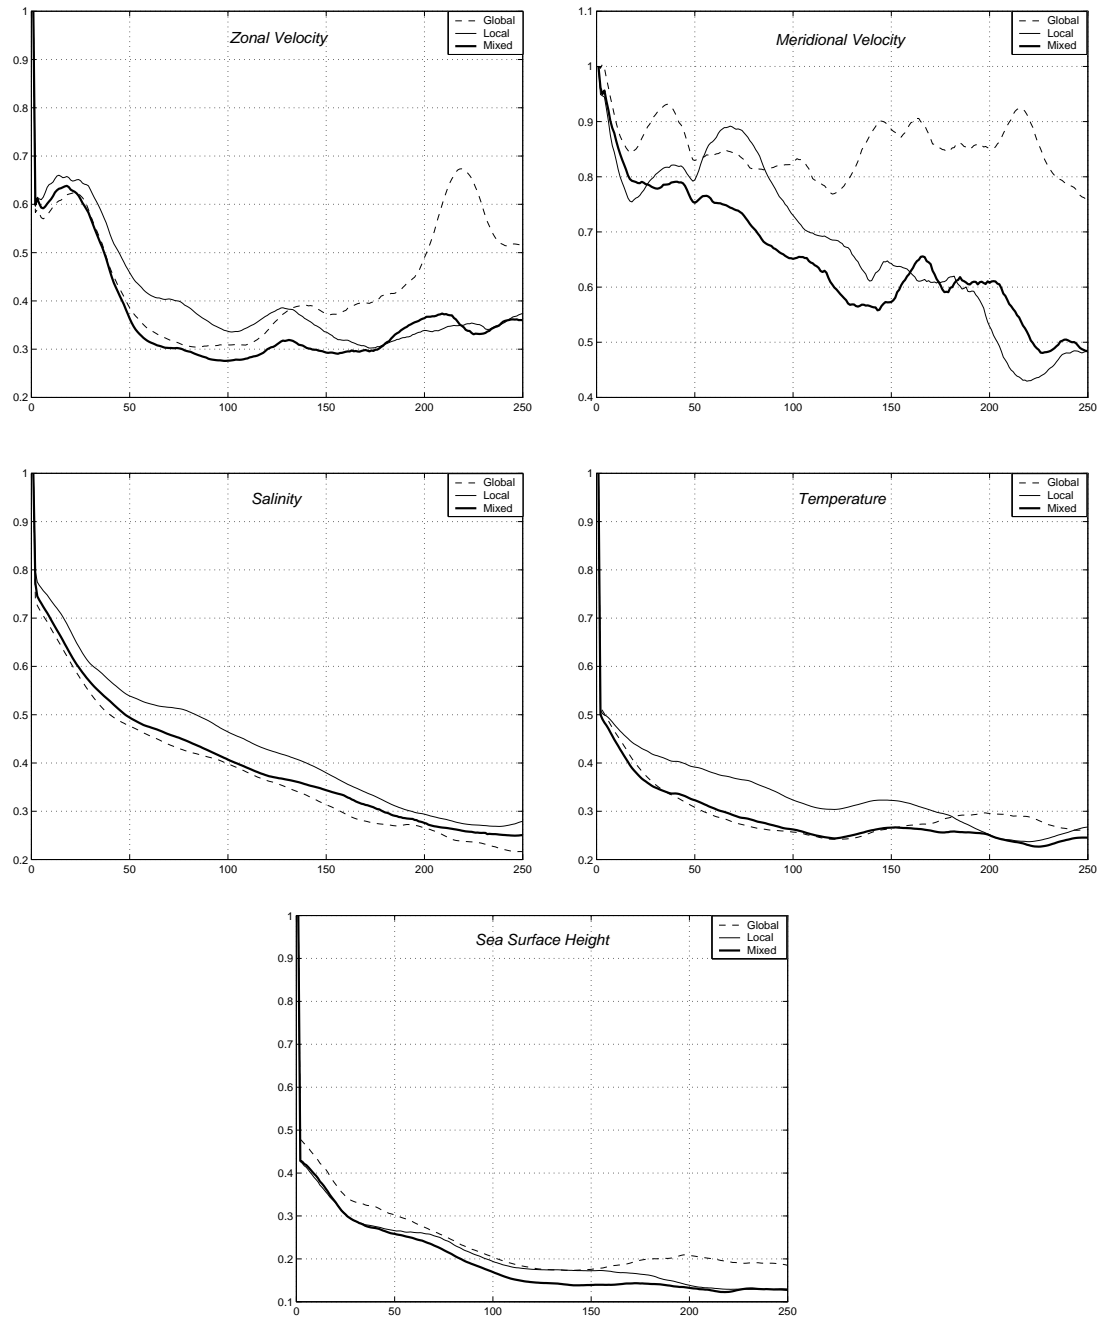 Zonal Velocity
Global
Local
Mixed
1
0.9
0.8
0.7
0.6
0.5
0.4
0.3
0.2
0 50 100 150 200 250
Meridional Velocity
Global
Local
Mixed
1.1
1
0.9
0.8
0.7
0.6
0.5
0.4
0 50 100 150 200 250
Salinity
Global
Local
Mixed
1
0.9
0.8
0.7
0.6
0.5
0.4
0.3
0.2
0 50 100 150 200 250
Temperature
Global
Local
Mixed
1
0.9
0.8
0.7
0.6
0.5
0.4
0.3
0.2
0 50 100 150 200 250
Sea Surface Height
Global
Local
Mixed
1
0.9
0.8
0.7
0.6
0.5
0.4
0.3
0.2
0.1
0 50 100 150 200 250